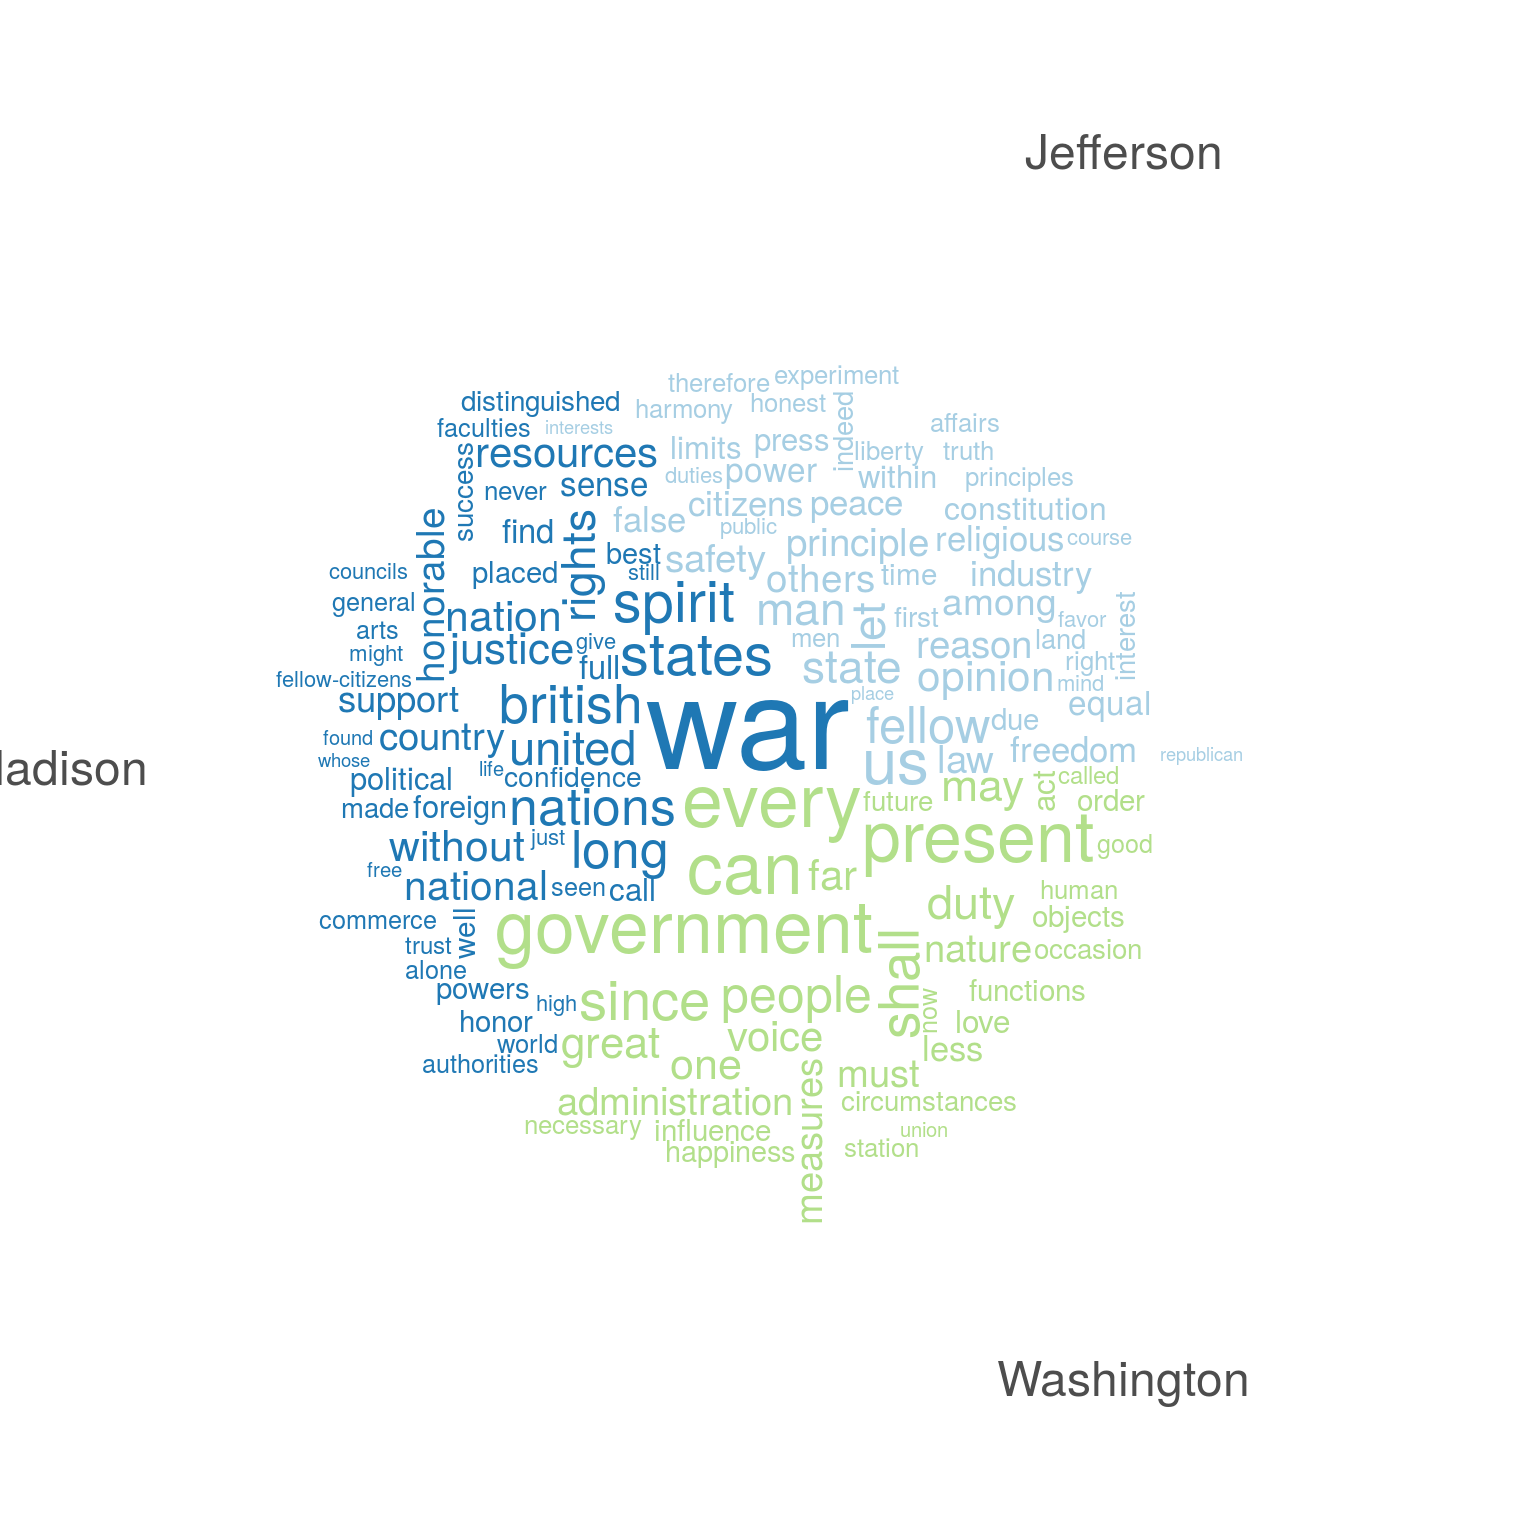 Jefferson
experiment
therefore
distinguished
harmony
honest
indeed
affairs
faculties
interests
limits
press
liberty
truth
resources
success
duties
power
within
principles
never
sense
citizens
peace
constitution
find
rights
false
public
principle
religious
course
honorable
best
safety
councils
placed
still
others
time
industry
general
nation
spirit
man
let
first
among
favor
interest
arts
justice
give
men
reason
land
might
full
states
state
right
fellow-citizens
opinion
mind
support
british
war
place
equal
fellow
due
found
country
united
us
law
freedom
republican
whose
adison
political
life
confidence
called
made
foreign
nations
every
future
may
act
order
without
just
long
present
good
free
can
far
national
seen
call
human
commerce
well
government
duty
objects
trust
shall
nature
occasion
alone
powers
high
since
people
now
functions
honor
love
world
great
voice
less
authorities
one
must
administration
measures
circumstances
necessary
influence
union
happiness
station
Washington